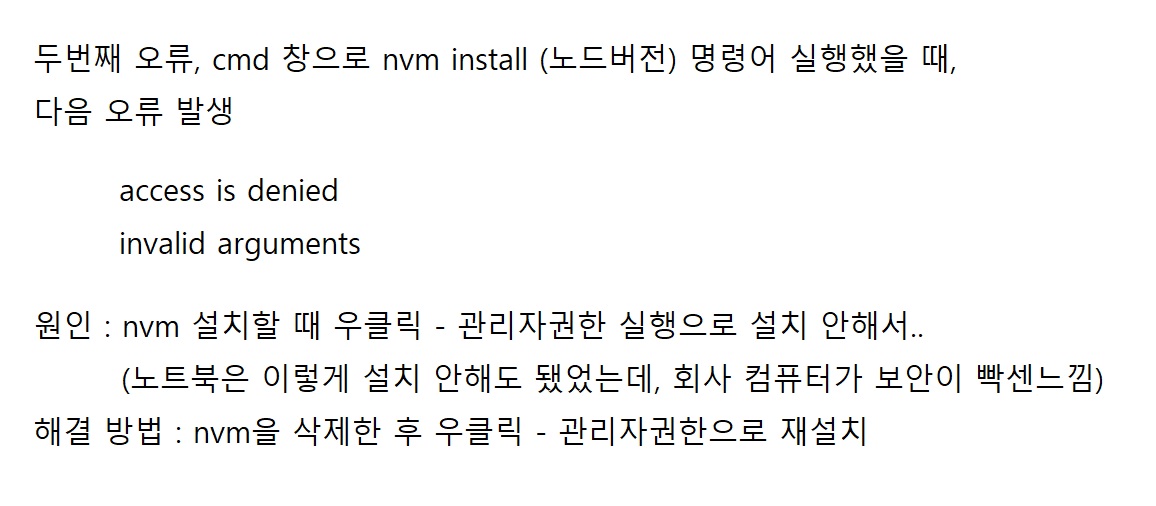 두번째 오류, cmd 창으로 nvm install (노드버전) 명령어 실행했을 때,
다음 오류 발생
access is denied
invalid arguments
원인 : nvm 설치할 때 우클릭 - 관리자권한 실행으로 설치 안해서..
(노트북은 이렇게 설치 안해도 됐었는데, 회사 컴퓨터가 보안이 빡센느낌)
해결 방법 : nvm을 삭제한 후 우클릭 - 관리자권한으로 재설치